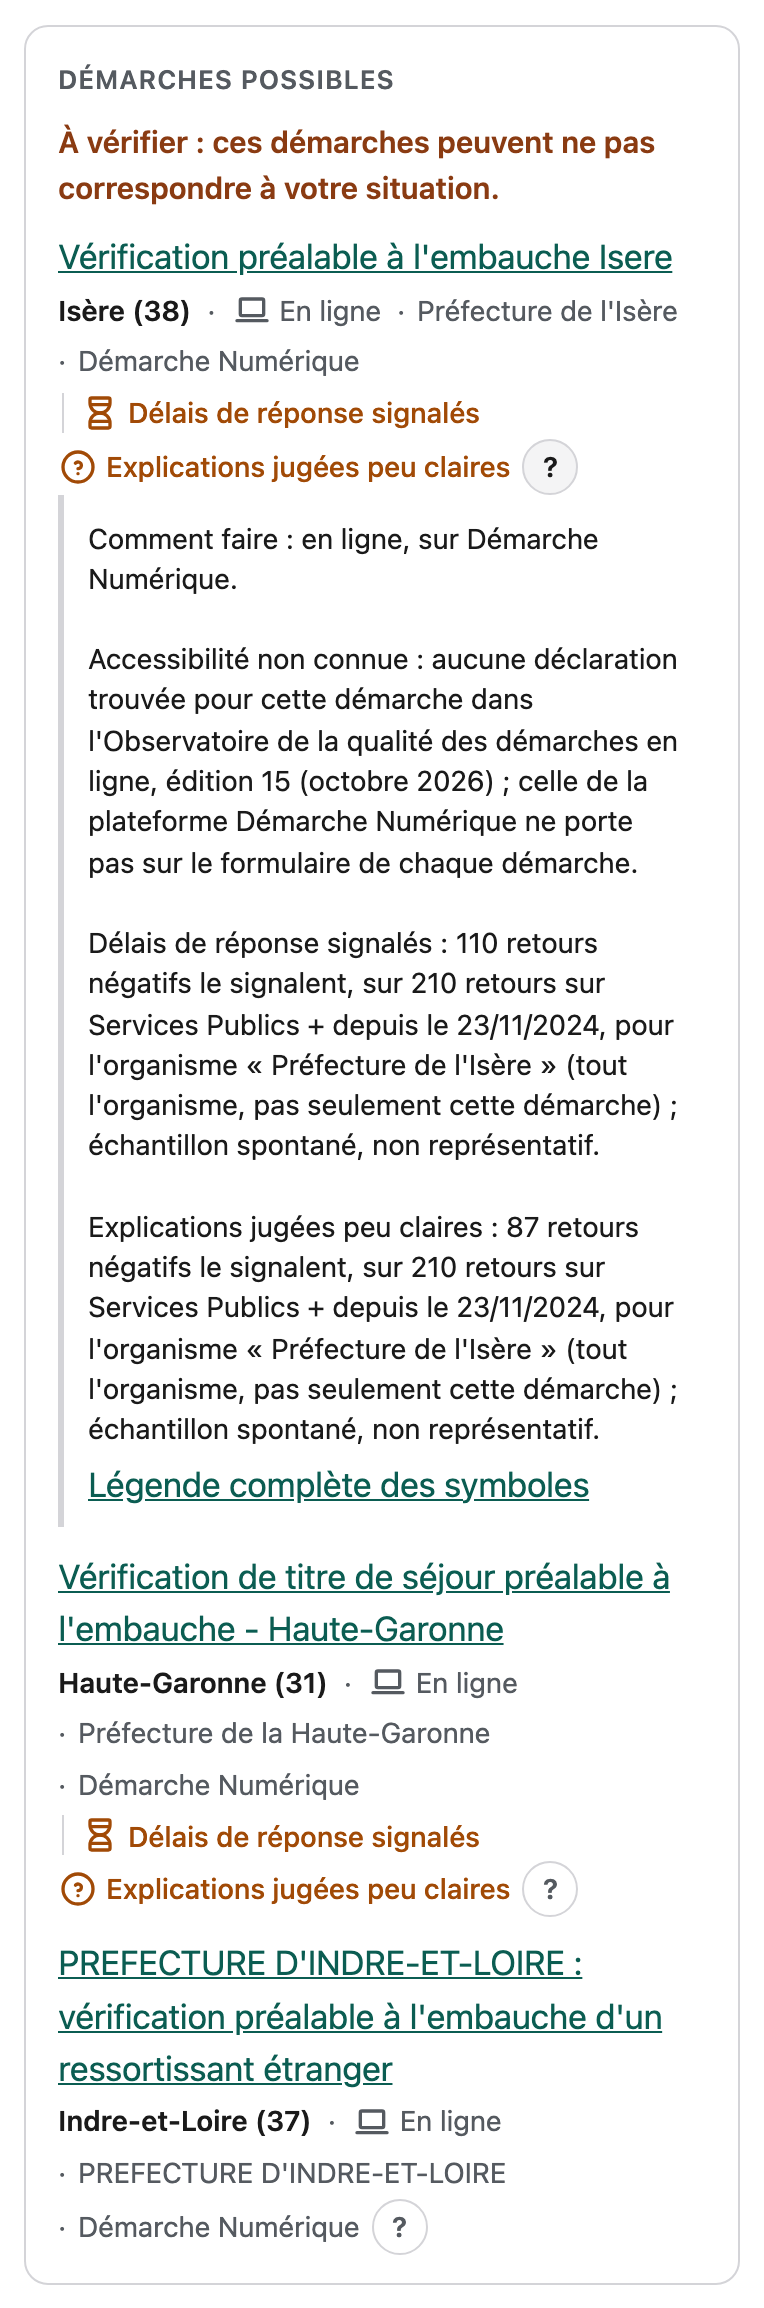 DÉMARCHES POSSIBLES
À vérifier : ces démarches peuvent ne pas
correspondre à votre situation.
Vérification préalable à l'embauche Isere
Isère (38) · En ligne · Préfecture de l'Isère
· Démarche Numérique
Délais de réponse signalés
? Explications jugées peu claires ?
Comment faire : en ligne, sur Démarche
Numérique.
Accessibilité non connue : aucune déclaration
trouvée pour cette démarche dans
l'Observatoire de la qualité des démarches en
ligne, édition 15 (octobre 2026) ; celle de la
plateforme Démarche Numérique ne porte
pas sur le formulaire de chaque démarche.
Délais de réponse signalés : 110 retours
négatifs le signalent, sur 210 retours sur
Services Publics + depuis le 23/11/2024, pour
l'organisme « Préfecture de l'Isère » (tout
l'organisme, pas seulement cette démarche) ;
échantillon spontané, non représentatif.
Explications jugées peu claires : 87 retours
négatifs le signalent, sur 210 retours sur
Services Publics + depuis le 23/11/2024, pour
l'organisme « Préfecture de l'Isère » (tout
l'organisme, pas seulement cette démarche) ;
échantillon spontané, non représentatif.
Légende complète des symboles
Vérification de titre de séjour préalable à
l'embauche - Haute-Garonne
Haute-Garonne (31) · En ligne
· Préfecture de la Haute-Garonne
· Démarche Numérique
Délais de réponse signalés
? Explications jugées peu claires ?
PREFECTURE D'INDRE-ET-LOIRE :
vérification préalable à l'embauche d'un
ressortissant étranger
Indre-et-Loire (37) · En ligne
· PREFECTURE D'INDRE-ET-LOIRE
· Démarche Numérique ?